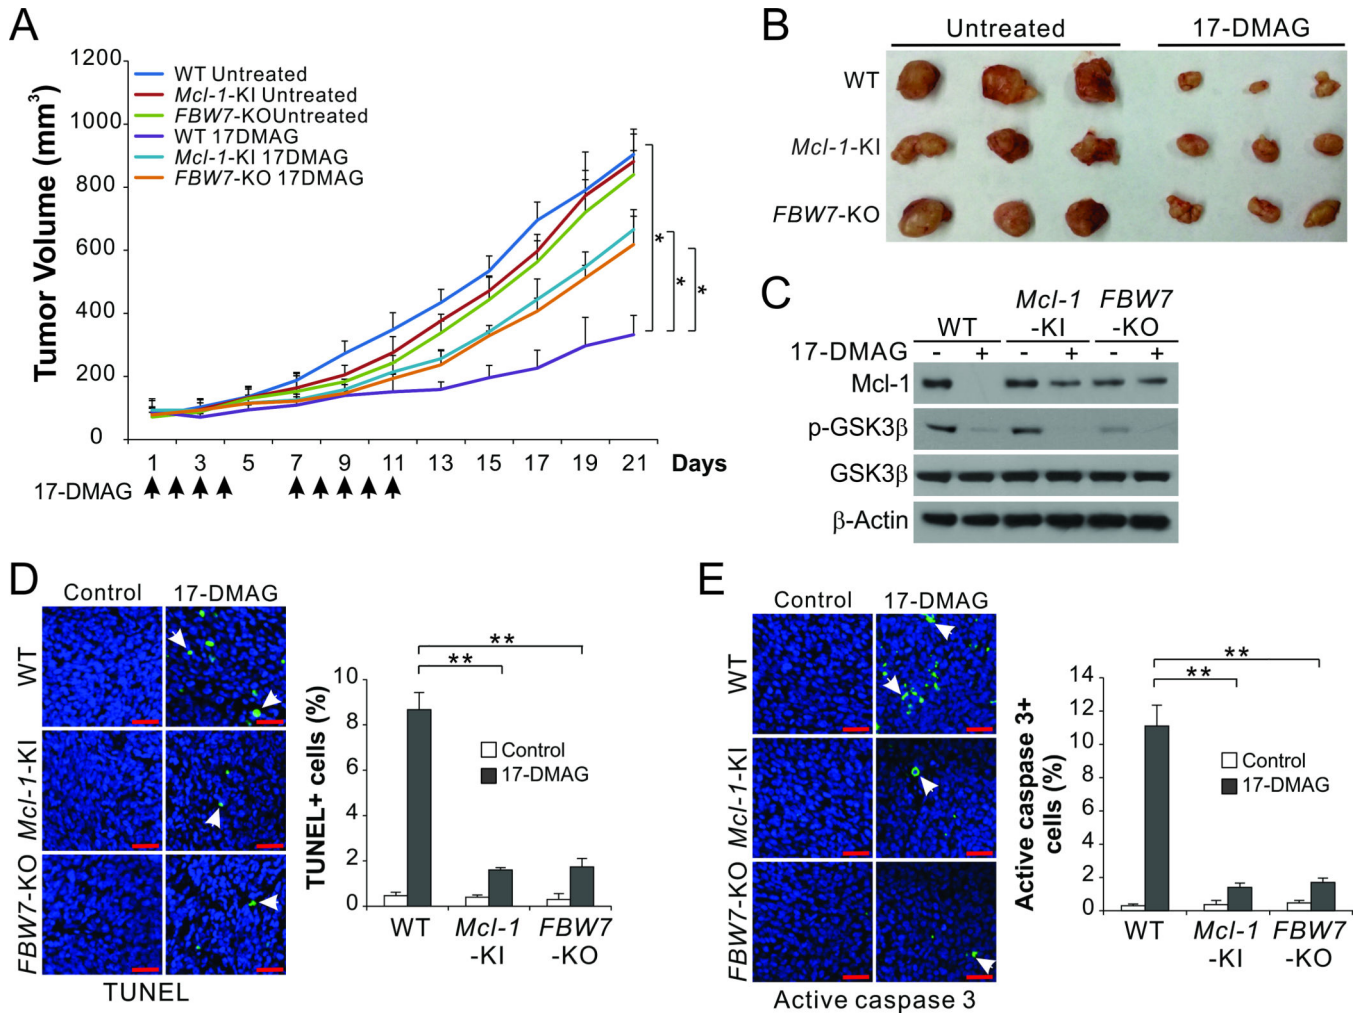 A
Tumor Volume (mm³)
1200
1000
800
600
400
200
0
WT Untreated
Mcl-1-KI Untreated
FBW7-KOUntreated
WT 17DMAG
Mcl-1-KI 17DMAG
FBW7-KO 17DMAG
*
*
*
1 3 5 7 9 11 13 15 17 19 21 Days
17-DMAG
B
Untreated 17-DMAG
WT
Mcl-1-KI
FBW7-KO
C
WT Mcl-1-KI FBW7-KO
17-DMAG - + - + - +
Mcl-1
p-GSK3β
GSK3β
β-Actin
D
Control 17-DMAG
WT
Mcl-1-KI
FBW7-KO
TUNEL
TUNEL+ cells (%)
10
8
6
4
2
0
**
**
Control
17-DMAG
WT Mcl-1-KI FBW7-KO
E
Control 17-DMAG
WT
Mcl-1-KI
FBW7-KO
Active caspase 3
Active caspase 3+
cells (%)
14
12
10
8
6
4
2
0
**
**
Control
17-DMAG
WT Mcl-1-KI FBW7-KO